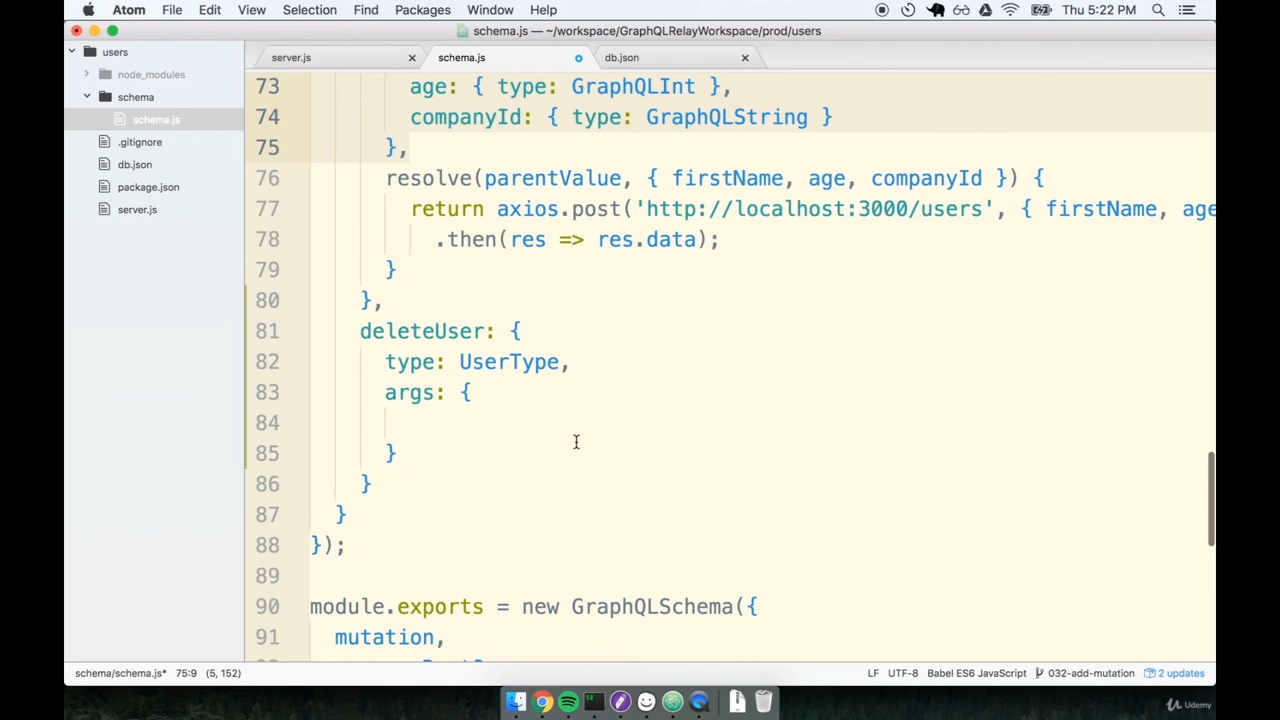 Atom File Edit View Selection Find Packages Window Help Thu 5:22 PM
schema.js — ~/workspace/GraphQLRelayWorkspace/prod/users
users
node_modules
schema
schema.js
.gitignore
db.json
package.json
server.js
server.js schema.js db.json
73 age: { type: GraphQLInt },
74 companyId: { type: GraphQLString }
75 },
76 resolve(parentValue, { firstName, age, companyId }) {
77 return axios.post('http://localhost:3000/users', { firstName, age
78 .then(res => res.data);
79 }
80 },
81 deleteUser: {
82 type: UserType,
83 args: {
84
85 }
86 }
87 }
88 });
89
90 module.exports = new GraphQLSchema({
91 mutation,
schema/schema.js* 75:9 (5, 152) LF UTF-8 Babel ES6 JavaScript 032-add-mutation 2 updates
Udemy